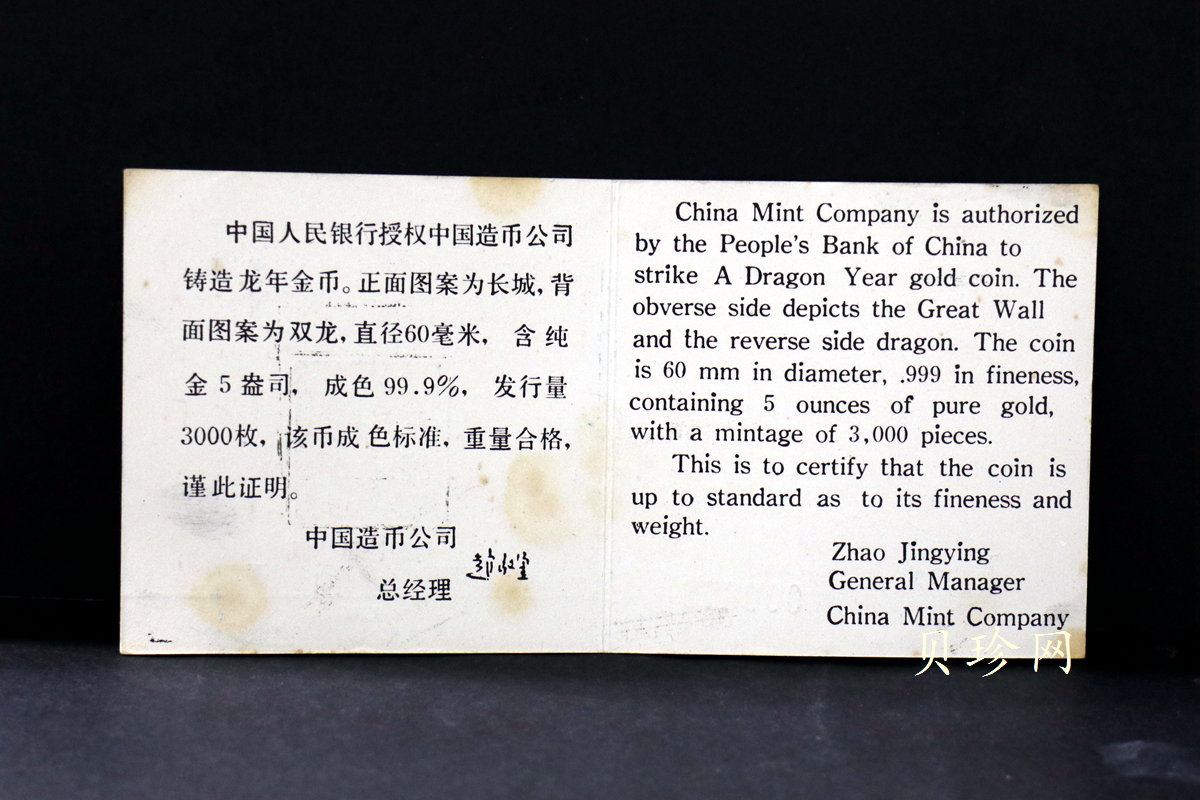 中国人民银行授权中国造币公司
铸造龙年金币。正面图案为长城,背
面图案为双龙,直径60毫米, 含纯
金5盎司, 成色99.9%, 发行量
3000枚,该币成色标准,重量合格,
谨此证明。
中国造币公司
总经理
China Mint Company is authorized
by the People's Bank of China to
strike A Dragon Year gold coin. The
obverse side depicts the Great Wall
and the reverse side dragon. The coin
is 60 mm in diameter, .999 in fineness,
containing 5 ounces of pure gold,
with a mintage of 3,000 pieces.
This is to certify that the coin is
up to standard as to its fineness and
weight.
Zhao Jingying
General Manager
China Mint Company
贝珍网